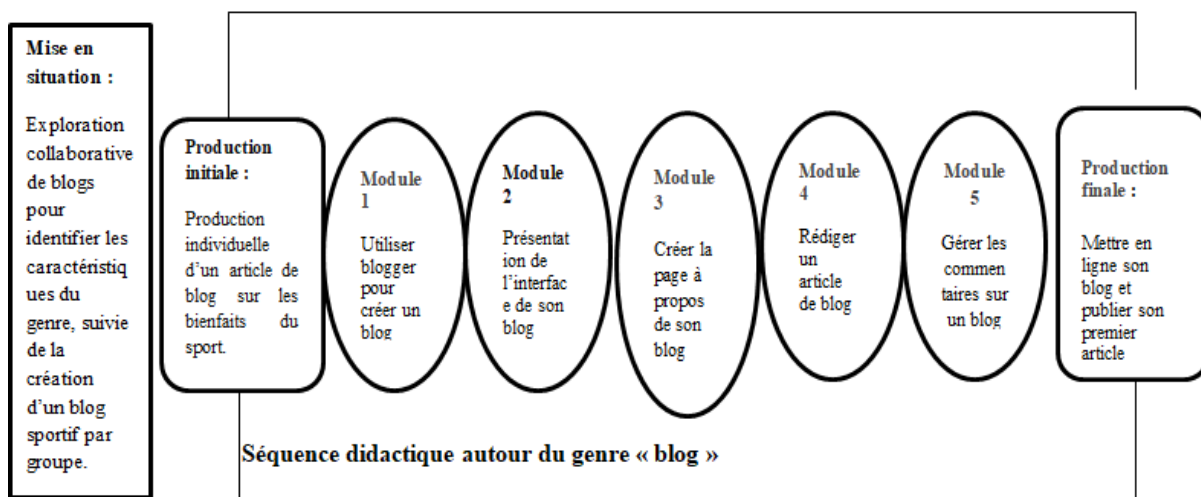 Mise en
situation :
Exploration
collaborative
de blogs
pour
identifier les
caractéristiq
ues du
genre, suivie
de la
création
d'un blog
sportif par
groupe.
Production
initiale :
Production
individuelle
d'un article de
blog sur les
bienfaits du
sport.
Module
1
Utiliser
blogger
pour
créer un
blog
Module
2
Présentat
ion de
l'interfac
e de son
blog
Module
3
Créer la
page à
propos
de son
blog
Module
4
Rédiger
un
article
de blog
Module
5
Gérer les
commen
taires sur
un blog
Production
finale :
Mettre en
ligne son
blog et
publier son
premier
article
Séquence didactique autour du genre « blog »